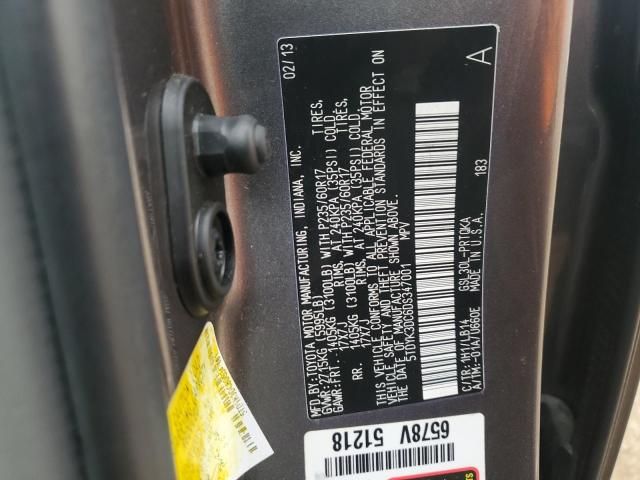 MFD. BY: TOYOTA MOTOR MANUFACTURING, INDIANA, INC. 02/13
GVWR: 2715KG (5995LB)
GAWR:FRT. 1405KG (3100LB) WITH P235/60R17 TIRES,
17X7J RIMS, AT 240KPA (35PSI) COLD
RR. 1405KG (3100LB) WITH P235/60R17 TIRES,
17X7J RIMS, AT 240KPA (35PSI) COLD
THIS VEHICLE CONFORMS TO ALL APPLICABLE FEDERAL MOTOR
VEHICLE SAFETY AND THEFT PREVENTION STANDARDS IN EFFECT ON
THE DATE OF MANUFACTURE SHOWN ABOVE.
5TDYK3DC6DS347001 MPV
A
C/TR:1H1/LB14 GSL30L-PRTQKA
A/TM:-01A/U660E MADE IN U.S.A. 183
6578V
51218